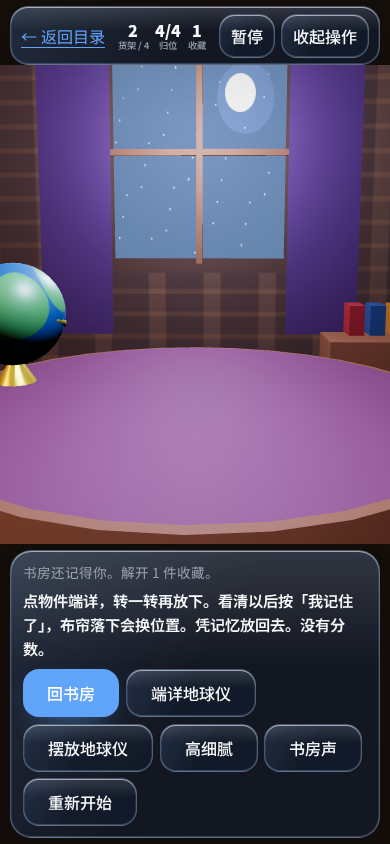 ← 返回目录
2 4/4 1
货架 / 4 归位 收藏
暂停
收起操作
书房还记得你。解开 1 件收藏。
点物件端详，转一转再放下。看清以后按「我记住
了」，布帘落下会换位置。凭记忆放回去。没有分
数。
回书房
端详地球仪
摆放地球仪
高细腻
书房声
重新开始